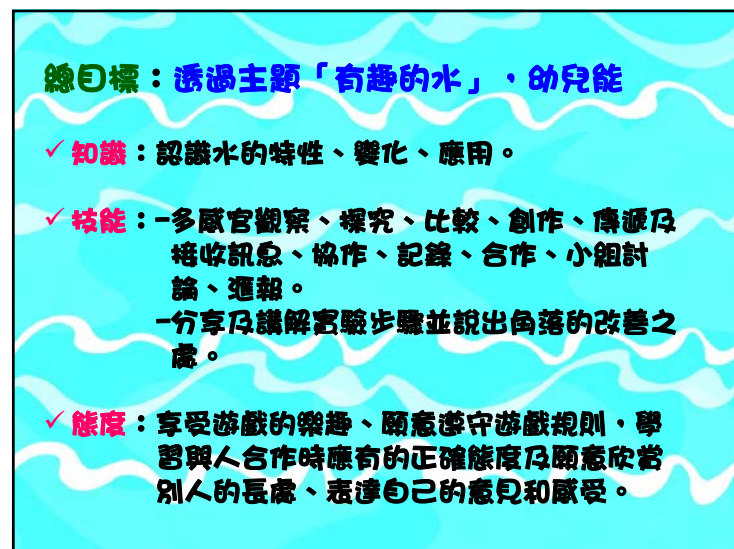 總目標：透過主題「有趣的水」，幼兒能
✓ 知識：認識水的特性、變化、應用。
✓ 技能：-多感官觀察、探究、比較、創作、傳遞及
接收訊息、協作、記錄、合作、小組討
論、滙報。
-分享及講解實驗步驟並說出角落的改善之
處。
✓ 態度：享受遊戲的樂趣、願意遵守遊戲規則，學
習與人合作時應有的正確態度及願意欣賞
別人的長處、表達自己的意見和感受。